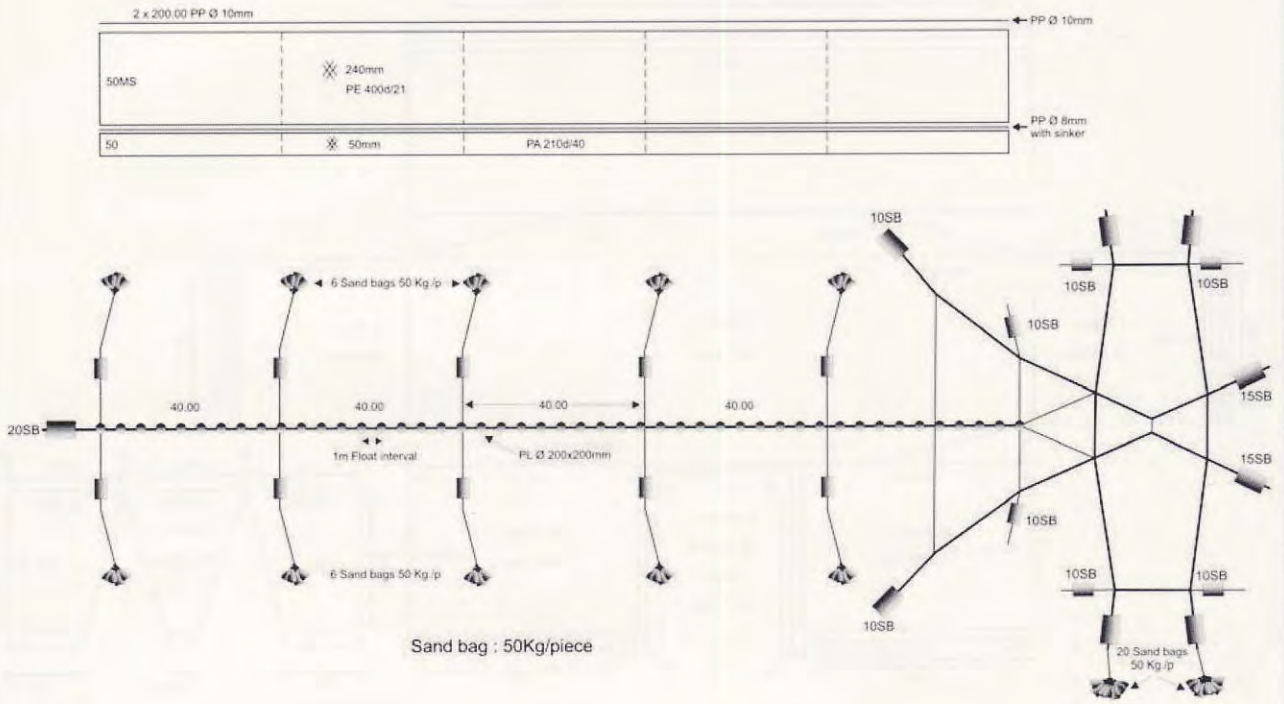 2 x 200.00 PP Ø 10mm
PP Ø 10mm
50MS
240mm
PE 400d/21
PP Ø 8mm
with sinker
50
50mm
PA 210d/40
10SB
10SB
10SB
6 Sand bags 50 Kg./p
10SB
15SB
40.00
40.00
40.00
40.00
20SB
1m Float interval
PL Ø 200x200mm
15SB
10SB
6 Sand bags 50 Kg./p
10SB
10SB
10SB
Sand bag : 50Kg/piece
20 Sand bags
50 Kg./p